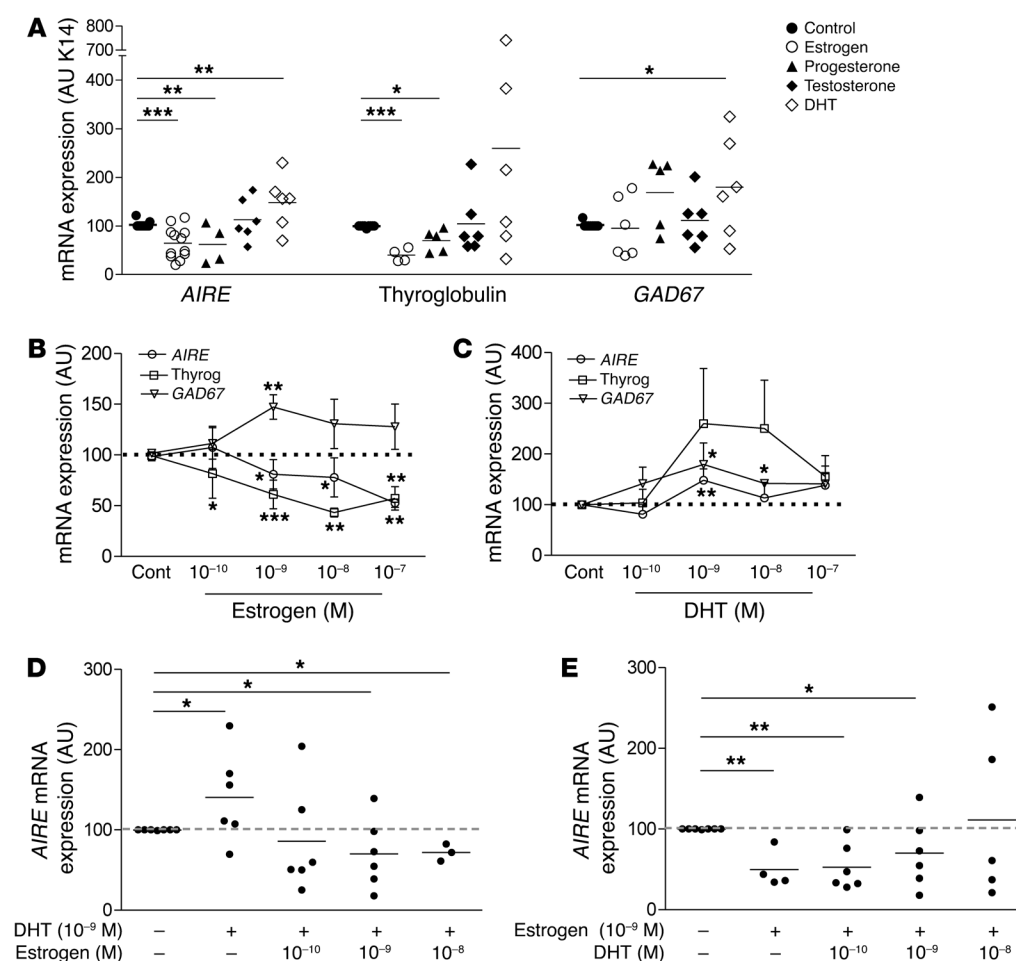 A
mRNA expression (AU K14)
800
700
400
300
200
100
0
** 
** 
***
*
***
*
Control
Estrogen
Progesterone
Testosterone
DHT
AIRE Thyroglobulin GAD67
B
mRNA expression (AU)
200
150
100
50
0
AIRE
Thyrog
GAD67
**
* * **
* *** ** **
Cont 10⁻¹⁰ 10⁻⁹ 10⁻⁸ 10⁻⁷
Estrogen (M)
C
mRNA expression (AU)
400
300
200
100
0
AIRE
Thyrog
GAD67
* *
**
Cont 10⁻¹⁰ 10⁻⁹ 10⁻⁸ 10⁻⁷
DHT (M)
D
AIRE mRNA
expression (AU)
300
200
100
0
*
*
*
DHT (10⁻⁹ M) – + + + +
Estrogen (M) – – 10⁻¹⁰ 10⁻⁹ 10⁻⁸
E
AIRE mRNA
expression (AU)
300
200
100
0
*
**
**
Estrogen (10⁻⁹ M) – + + + +
DHT (M) – – 10⁻¹⁰ 10⁻⁹ 10⁻⁸